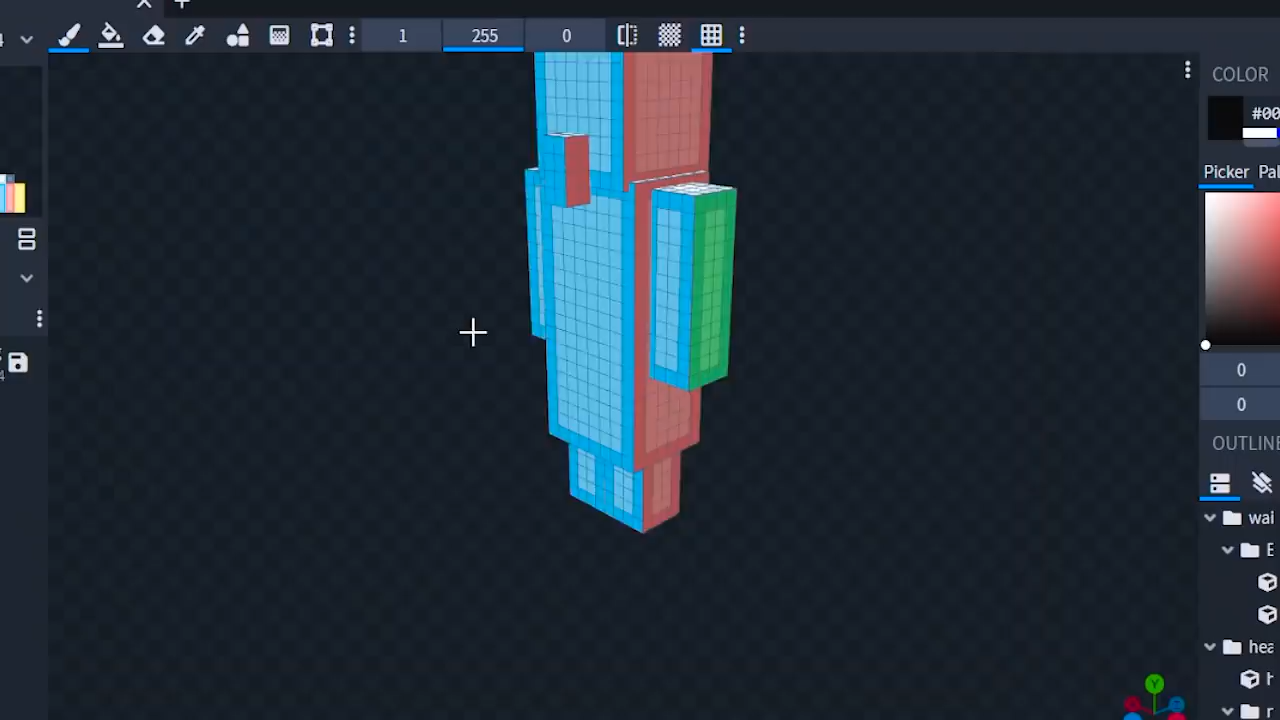 1 255 0
COLOR
#00
Picker Pal
0
0
OUTLINE
wai
E
hea
h
r
Y